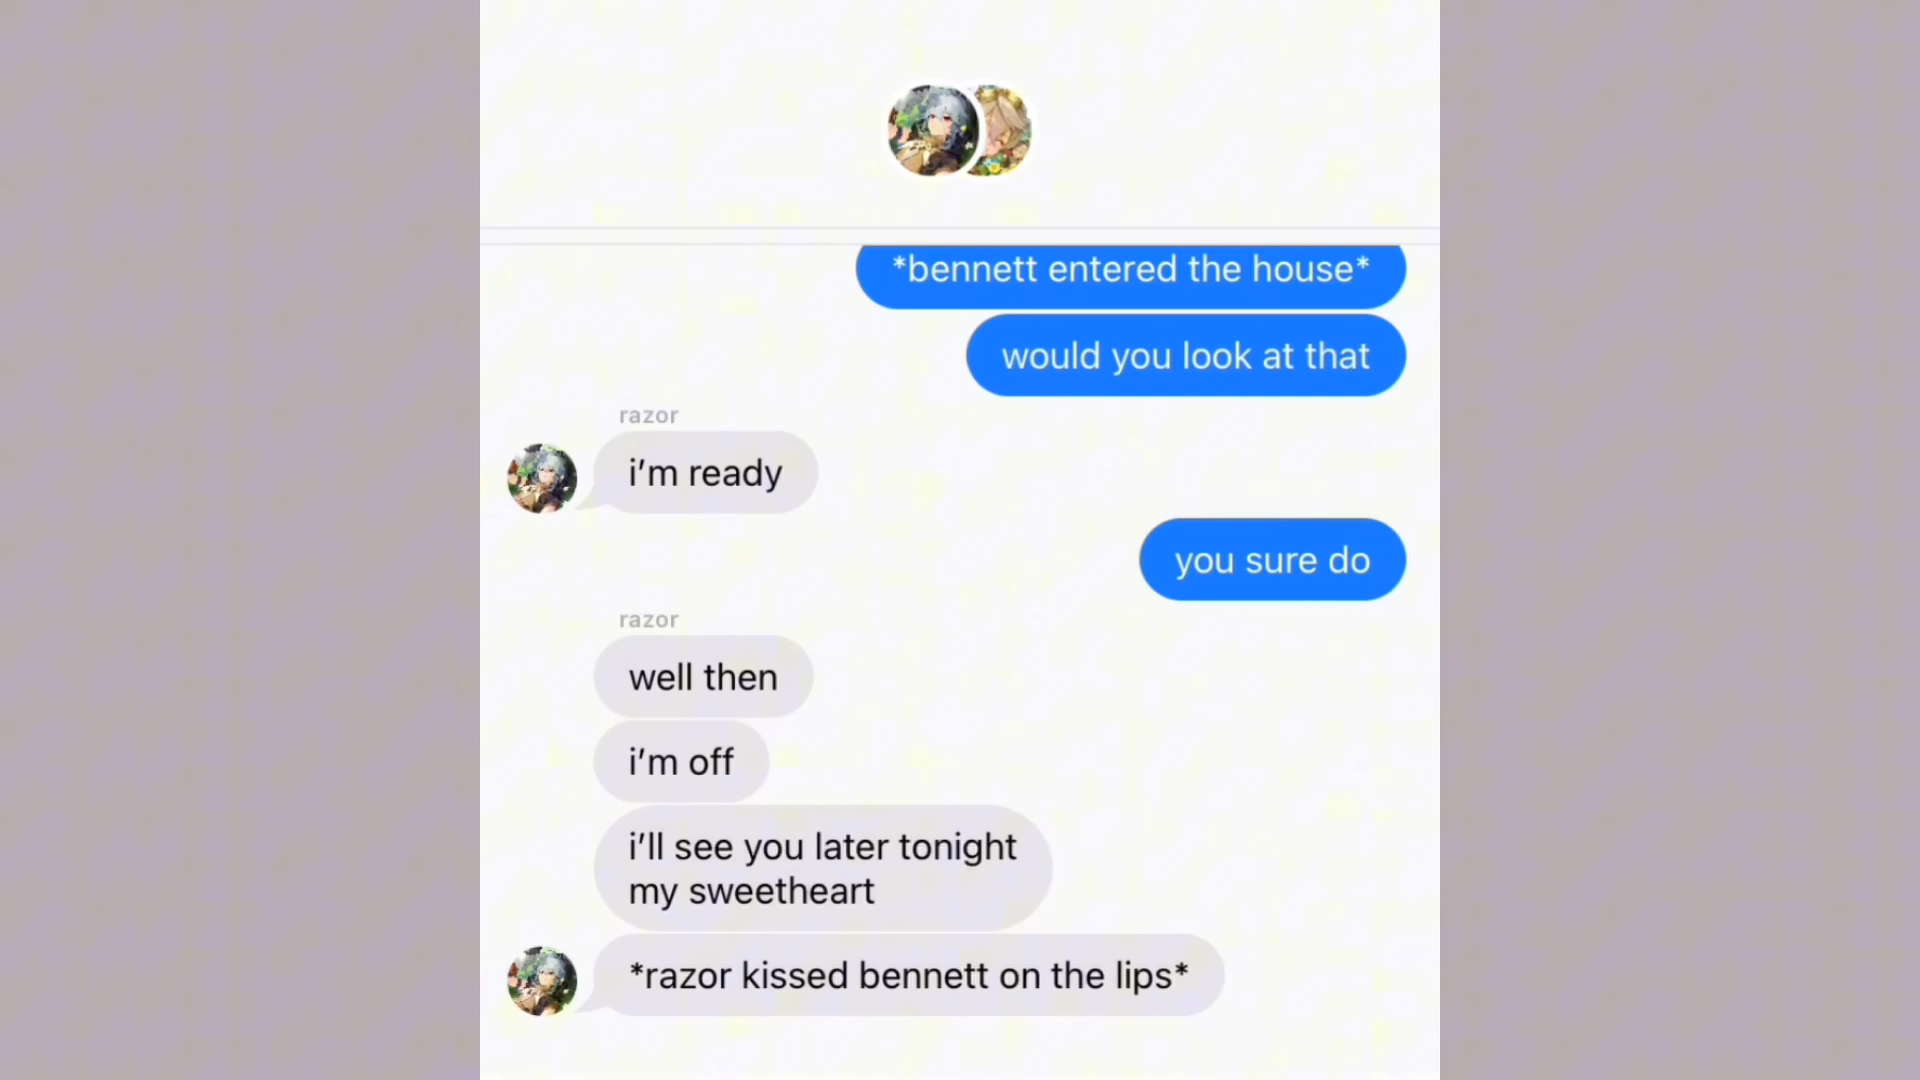 *bennett entered the house*
would you look at that
razor
i’m ready
you sure do
razor
well then
i’m off
i’ll see you later tonight
my sweetheart
*razor kissed bennett on the lips*